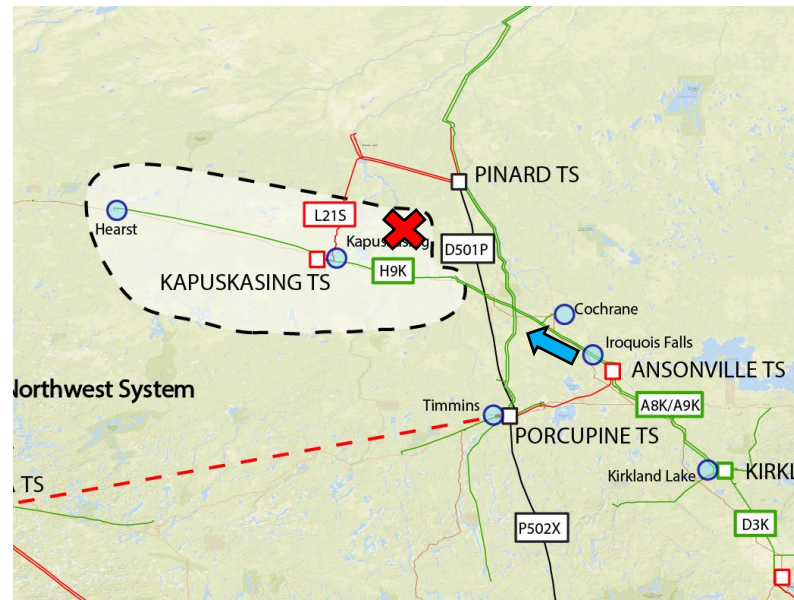 PINARD TS
L21S
Hearst
Kapuskasing
D501P
KAPUSKASING TS
H9K
Cochrane
Iroquois Falls
ANSONVILLE TS
Northwest System
Timmins
A8K/A9K
PORCUPINE TS
Kirkland Lake
KIRKL
A TS
P502X
D3K